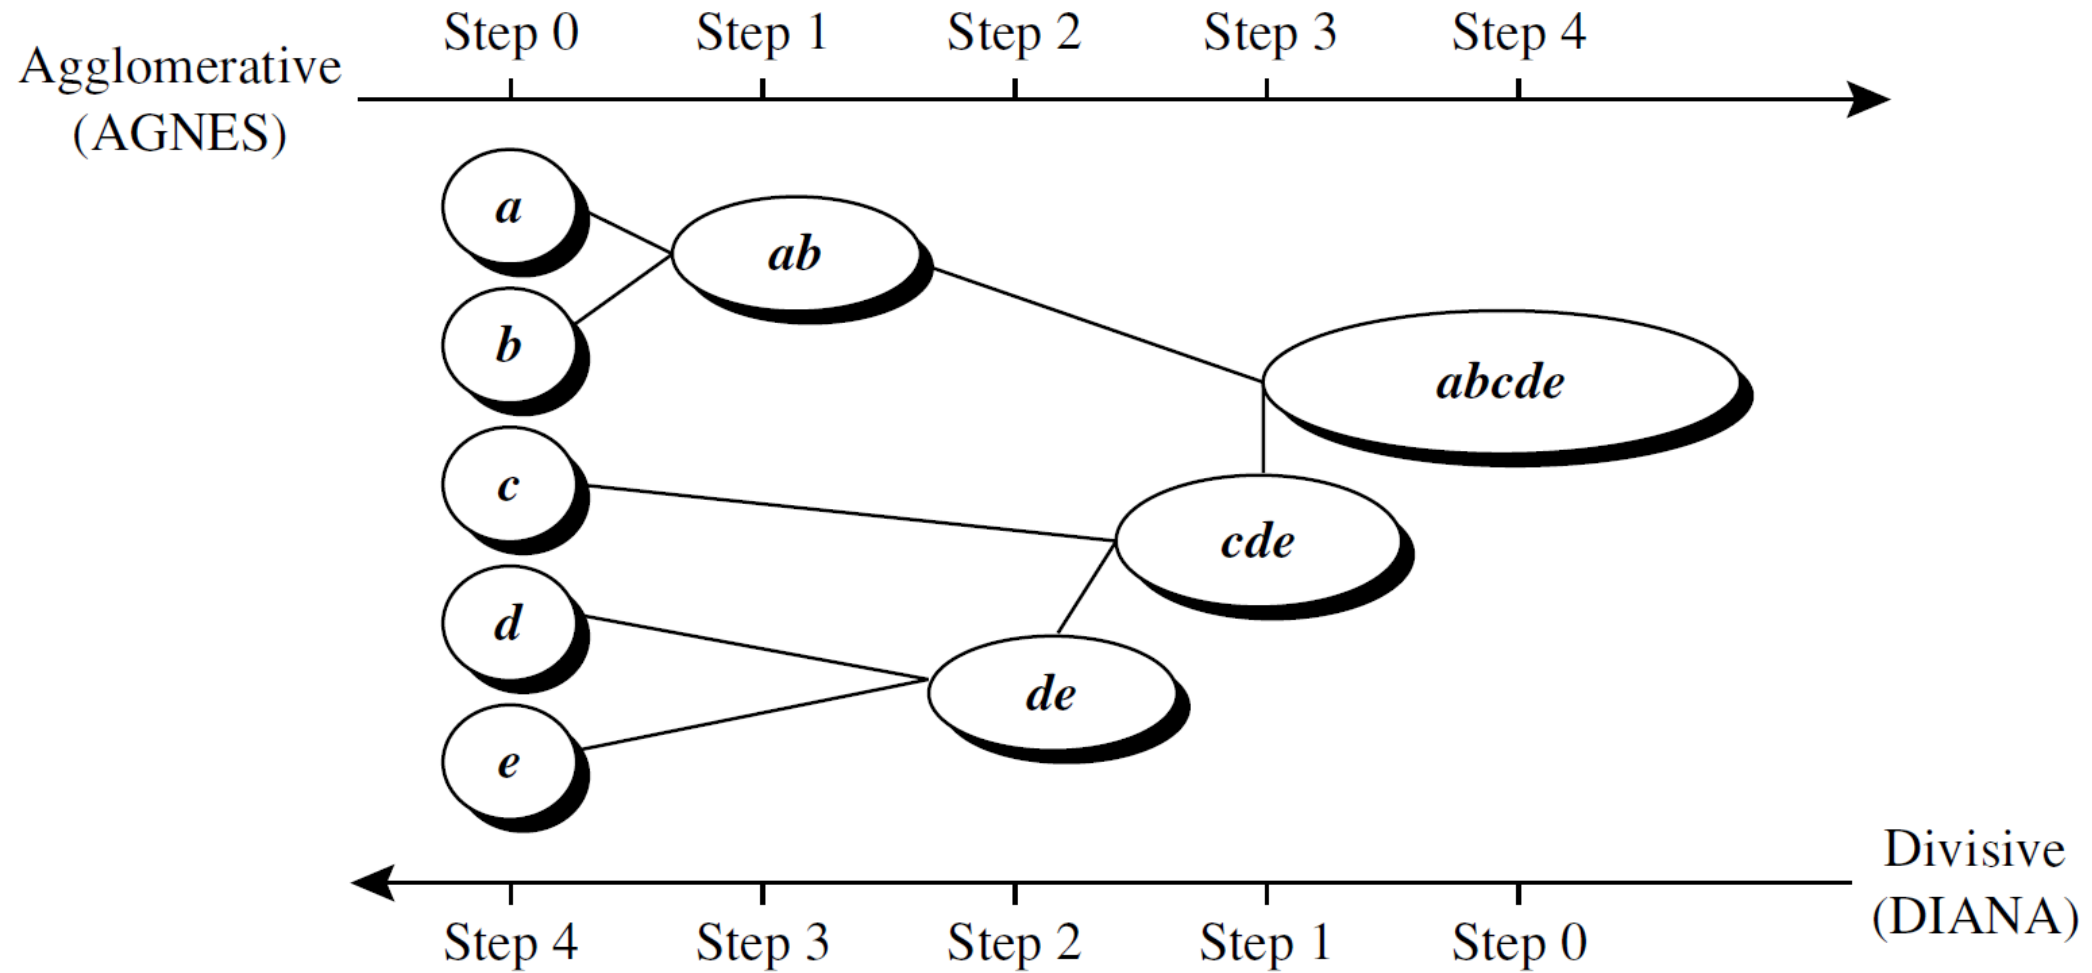 Step 0 Step 1 Step 2 Step 3 Step 4
Agglomerative
(AGNES)
a
ab
b
abcde
c
cde
d
de
e
Divisive
(DIANA)
Step 4 Step 3 Step 2 Step 1 Step 0